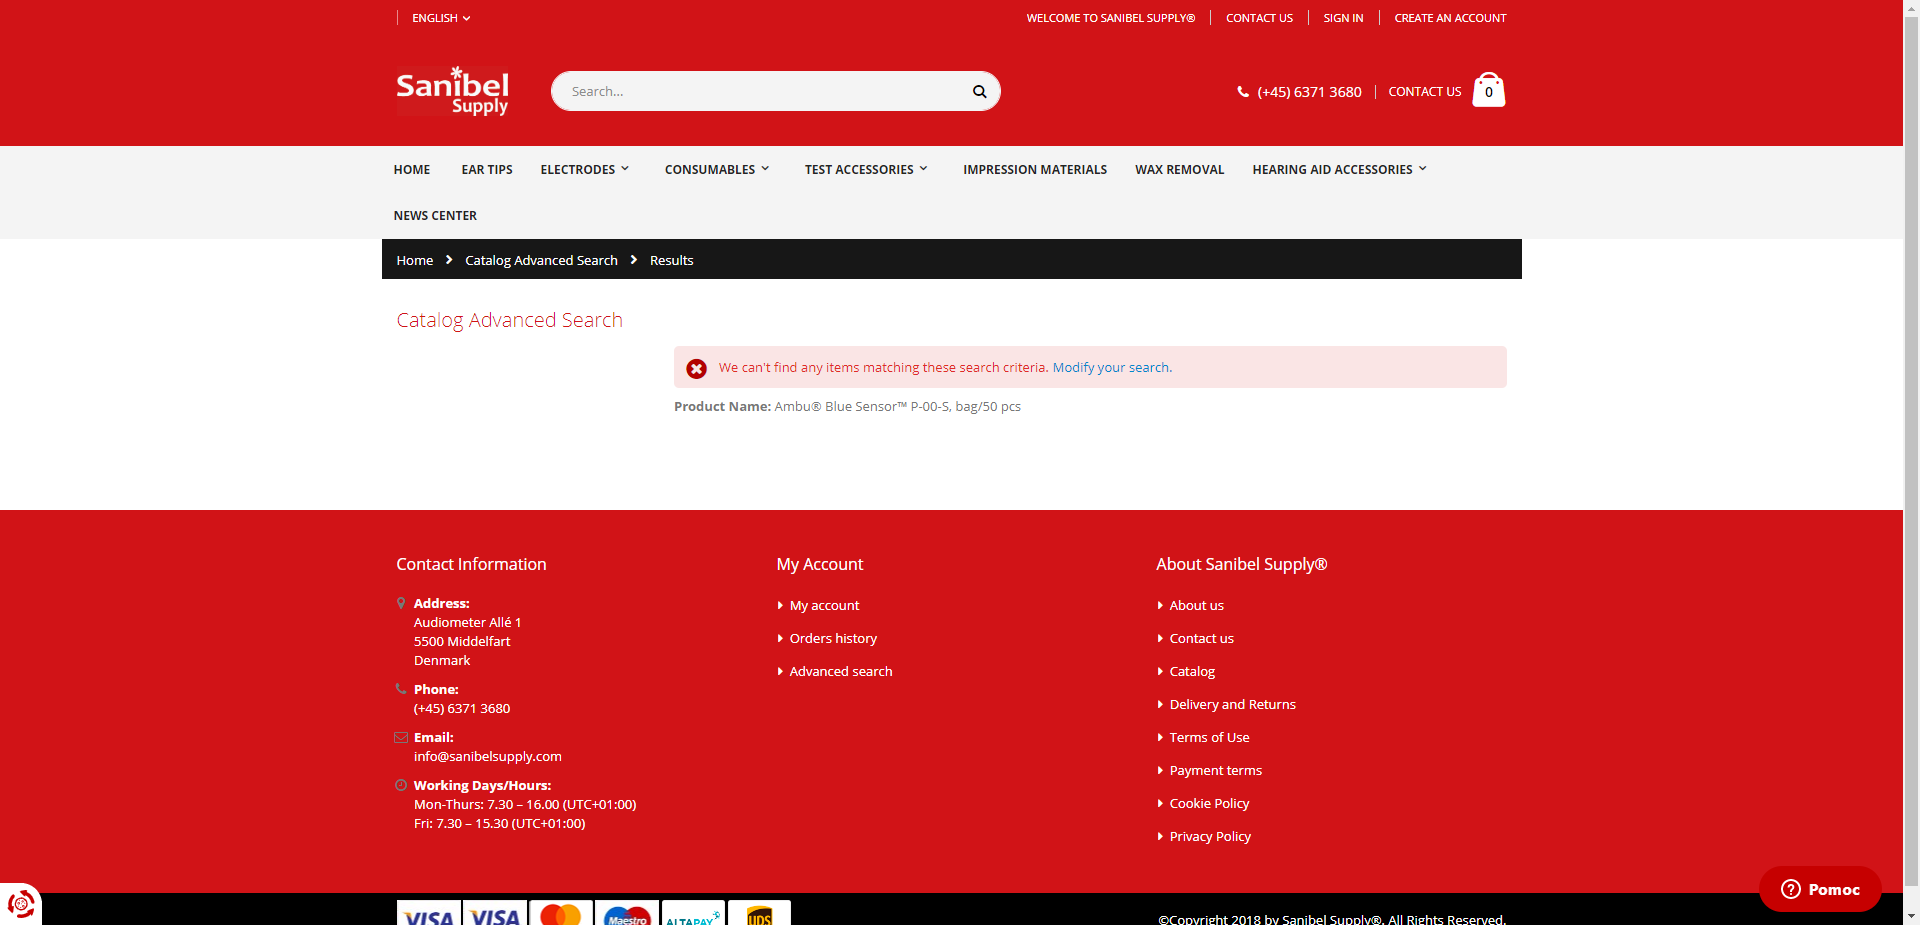 ENGLISH
WELCOME TO SANIBEL SUPPLY®
CONTACT US
SIGN IN
CREATE AN ACCOUNT
Sanibel
Supply
Search...
(+45) 6371 3680
CONTACT US
0
HOME
EAR TIPS
ELECTRODES
CONSUMABLES
TEST ACCESSORIES
IMPRESSION MATERIALS
WAX REMOVAL
HEARING AID ACCESSORIES
NEWS CENTER
Home
Catalog Advanced Search
Results
Catalog Advanced Search
We can't find any items matching these search criteria. Modify your search.
Product Name: Ambu® Blue Sensor™ P-00-S, bag/50 pcs
Contact Information
Address:
Audiometer Allé 1
5500 Middelfart
Denmark
Phone:
(+45) 6371 3680
Email:
info@sanibelsupply.com
Working Days/Hours:
Mon-Thurs: 7.30 – 16.00 (UTC+01:00)
Fri: 7.30 – 15.30 (UTC+01:00)
My Account
My account
Orders history
Advanced search
About Sanibel Supply®
About us
Contact us
Catalog
Delivery and Returns
Terms of Use
Payment terms
Cookie Policy
Privacy Policy
Pomoc
VISA
VISA
Maestro
ALTAPAY
UPS
©Copyright 2018 by Sanibel Supply®. All Rights Reserved.